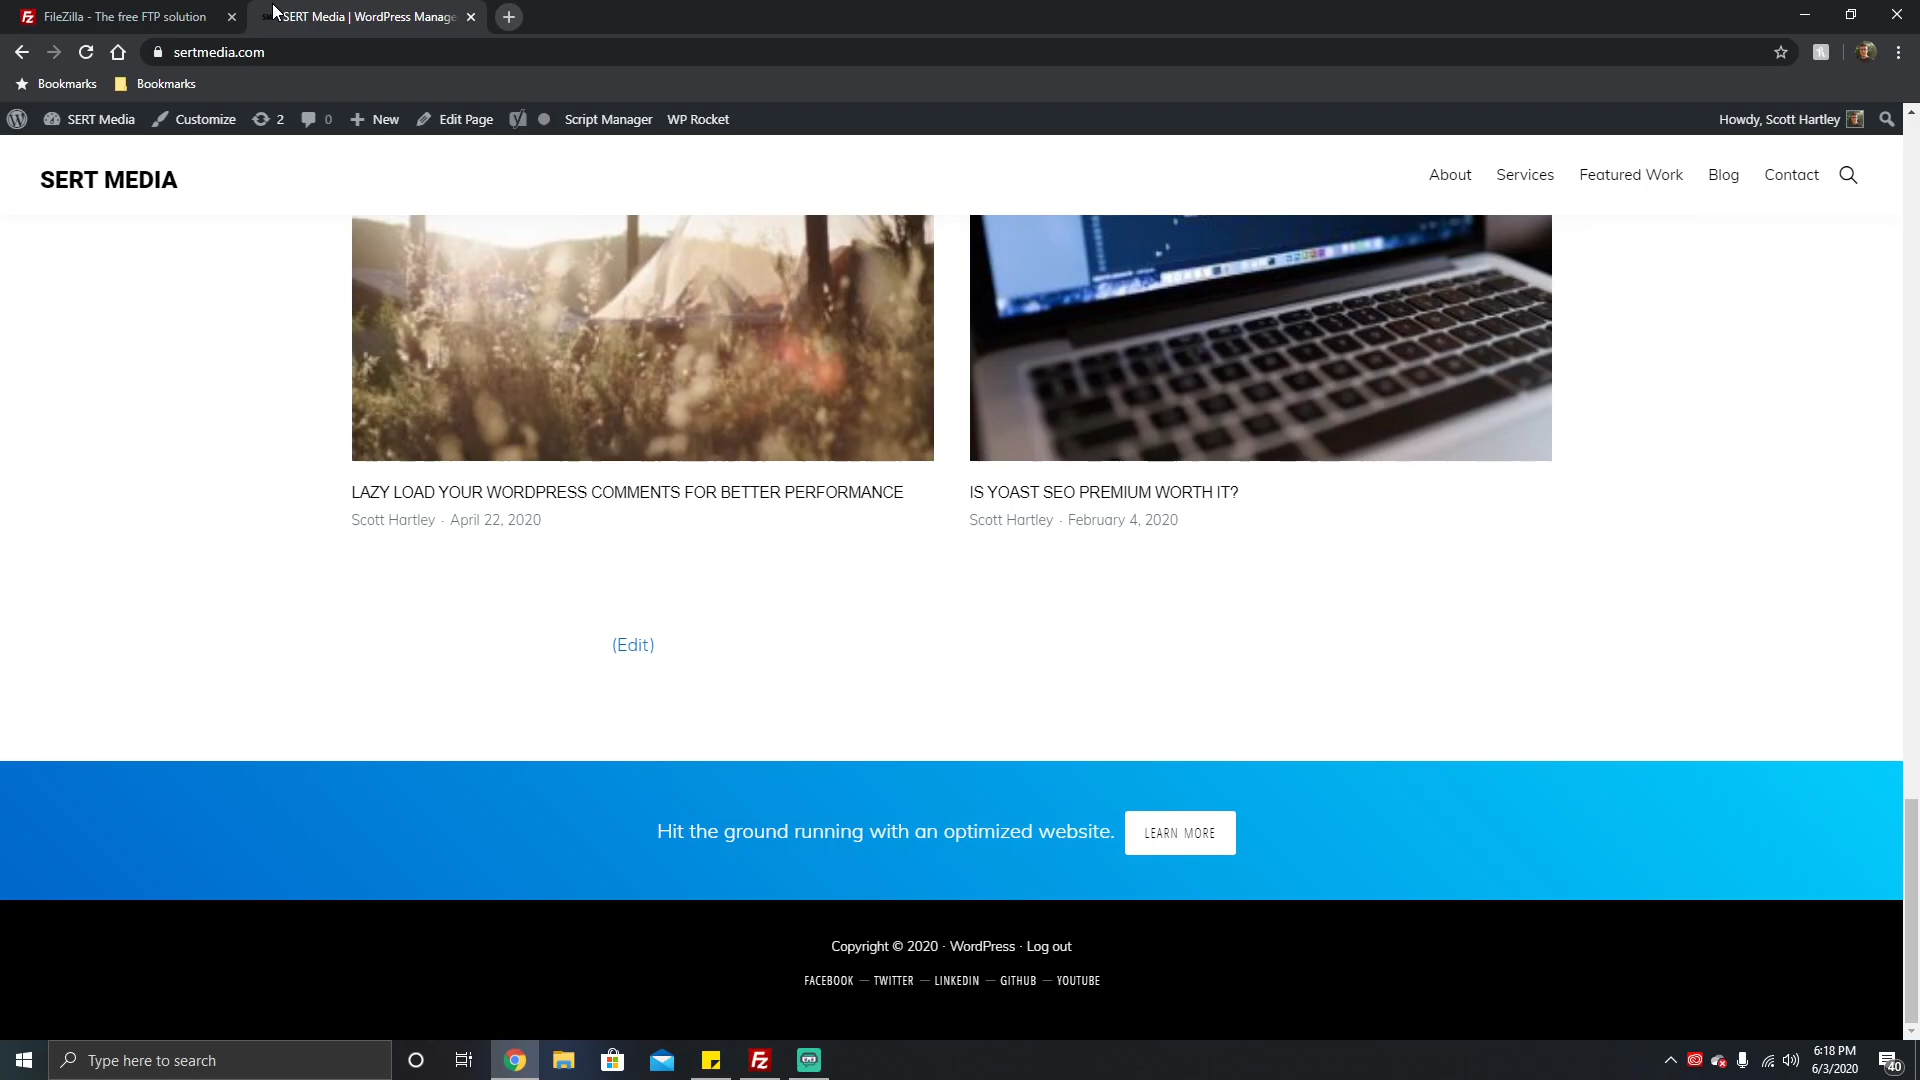 FileZilla - The free FTP solution
SERT Media | WordPress Manage
sertmedia.com
Bookmarks Bookmarks
SERT Media Customize 2 0 New Edit Page Script Manager WP Rocket Howdy, Scott Hartley
SERT MEDIA
About Services Featured Work Blog Contact
LAZY LOAD YOUR WORDPRESS COMMENTS FOR BETTER PERFORMANCE
Scott Hartley · April 22, 2020
IS YOAST SEO PREMIUM WORTH IT?
Scott Hartley · February 4, 2020
(Edit)
Hit the ground running with an optimized website. LEARN MORE
Copyright © 2020 · WordPress · Log out
FACEBOOK — TWITTER — LINKEDIN — GITHUB — YOUTUBE
Type here to search
6:18 PM
6/3/2020
40